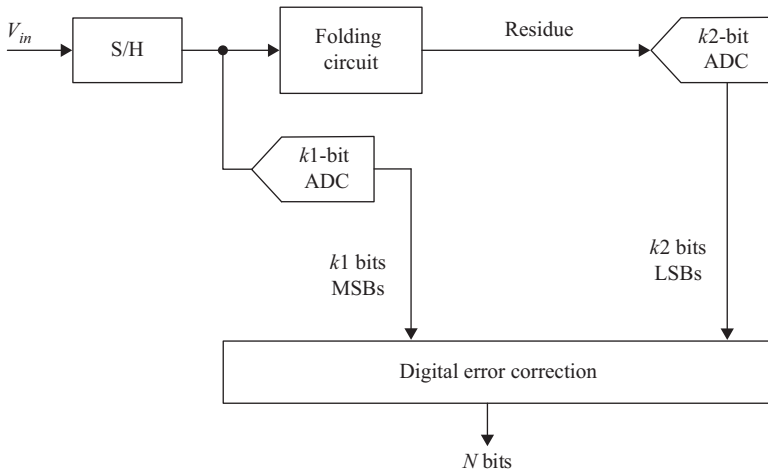 V_in
S/H
Folding
circuit
Residue
k2-bit
ADC
k1-bit
ADC
k1 bits
MSBs
k2 bits
LSBs
Digital error correction
N bits